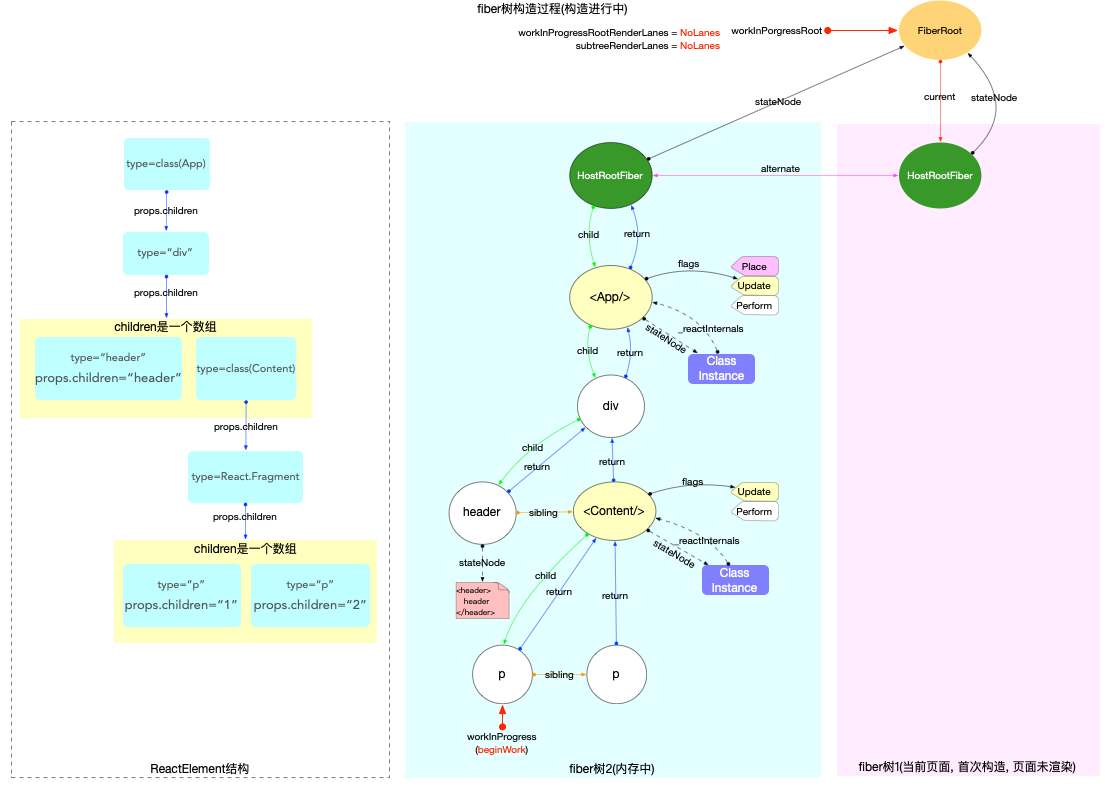 fiber树构造过程(构造进行中)
workInProgressRootRenderLanes = NoLanes
subtreeRenderLanes = NoLanes
workInPorgressRoot
FiberRoot
stateNode
current
stateNode
type=class(App)
props.children
type=“div”
props.children
children是一个数组
type=“header”
props.children=“header”
type=class(Content)
props.children
type=React.Fragment
props.children
children是一个数组
type=“p”
props.children=“1”
type=“p”
props.children=“2”
ReactElement结构
HostRootFiber
alternate
HostRootFiber
child
return
<App/>
flags
Place
Update
Perform
_reactInternals
stateNode
Class
Instance
child
return
div
child
return
return
header
sibling
<Content/>
flags
Update
Perform
_reactInternals
stateNode
Class
Instance
stateNode
<header>
header
</header>
child
return
return
p
sibling
p
workInProgress
(beginWork)
fiber树2(内存中)
fiber树1(当前页面, 首次构造, 页面未渲染)